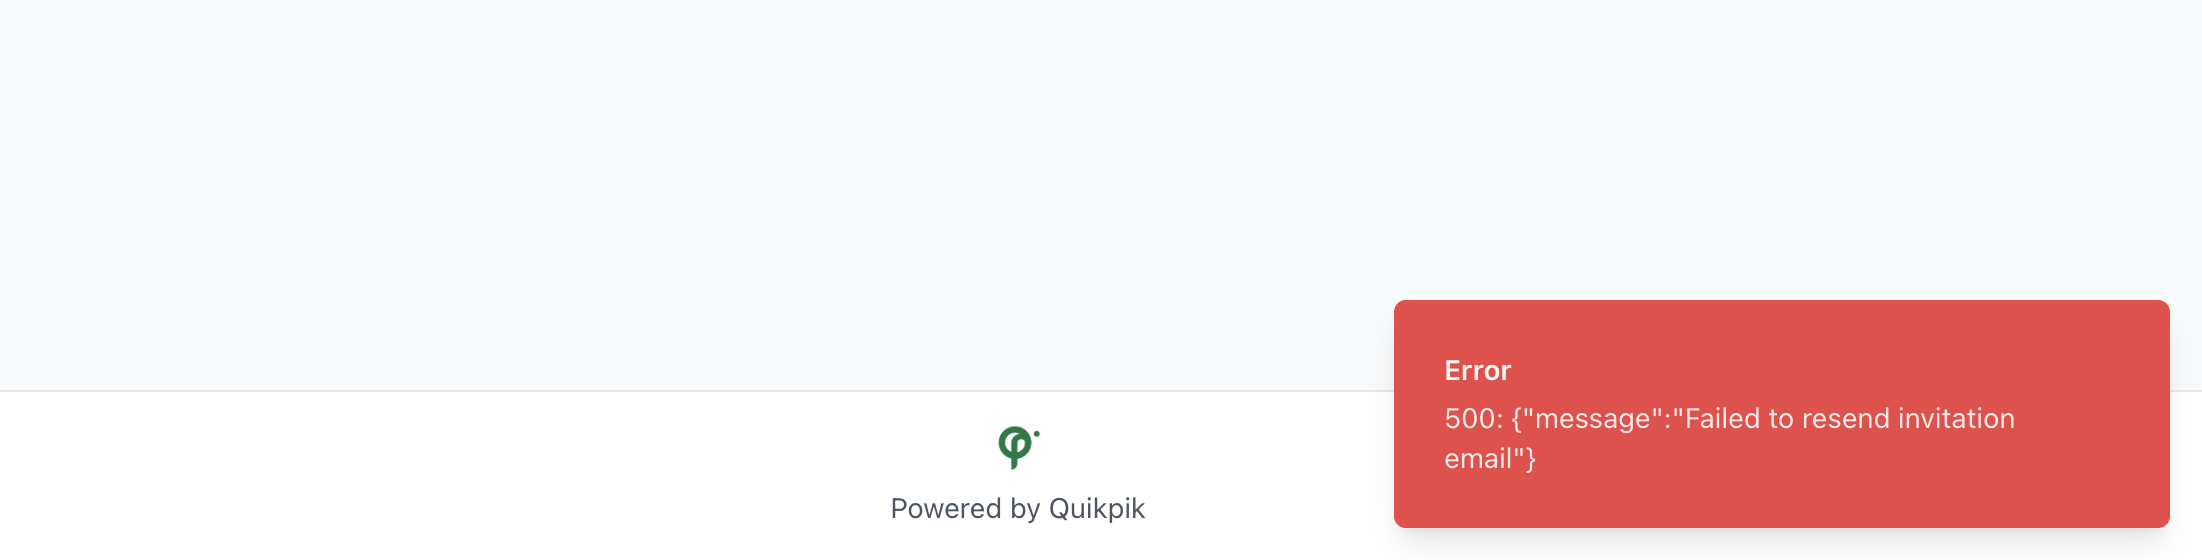 Error
500: {"message":"Failed to resend invitation
email"}
Powered by Quikpik